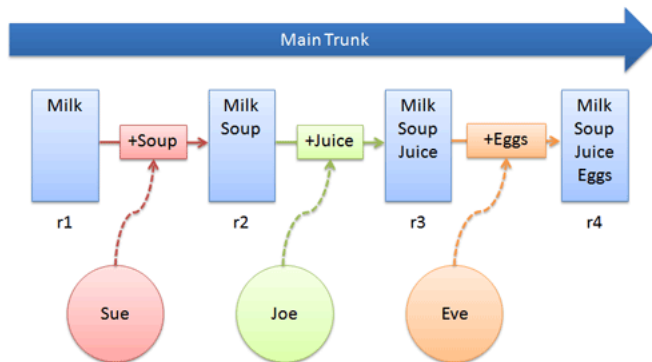 Main Trunk
Milk
+Soup
Milk
Soup
+Juice
Milk
Soup
Juice
+Eggs
Milk
Soup
Juice
Eggs
r1
r2
r3
r4
Sue
Joe
Eve